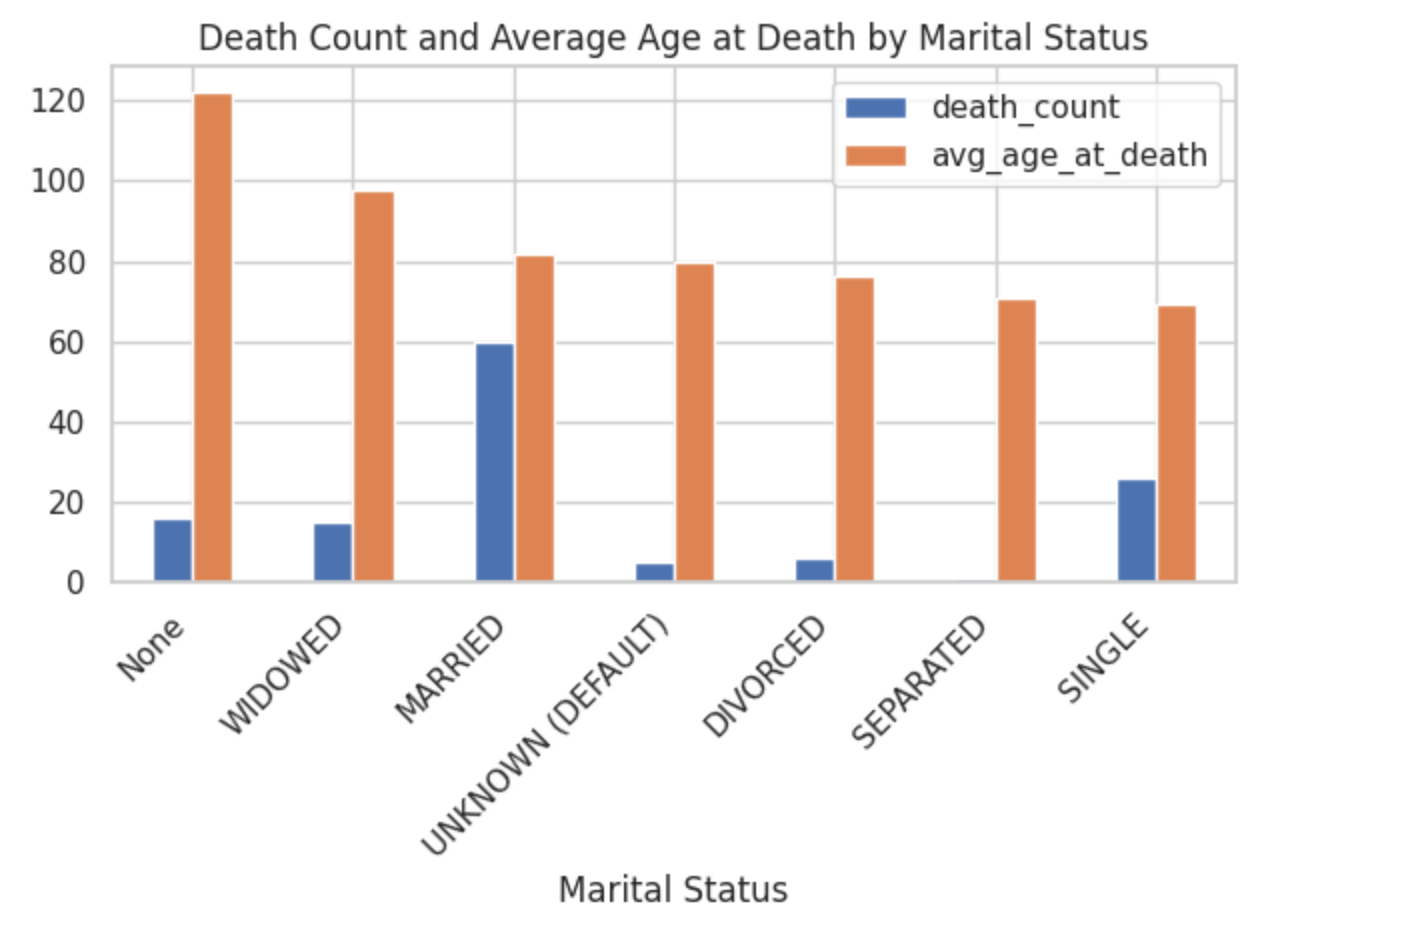 Death Count and Average Age at Death by Marital Status
death_count
avg_age_at_death
120
100
80
60
40
20
0
None
WIDOWED
MARRIED
UNKNOWN (DEFAULT)
DIVORCED
SEPARATED
SINGLE
Marital Status